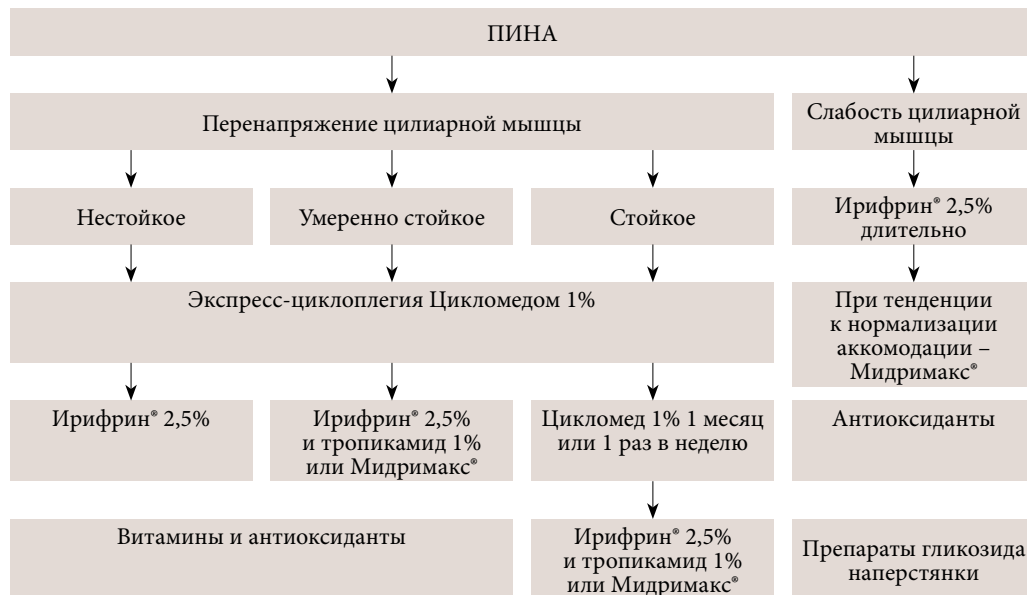 ПИНА
Перенапряжение цилиарной мышцы
Слабость цилиарной
мышцы
Нестойкое
Умеренно стойкое
Стойкое
Ирифрин® 2,5%
длительно
Экспресс-циклоплегия Цикломедом 1%
При тенденции
к нормализации
аккомодации –
Мидримакс®
Ирифрин® 2,5%
Ирифрин® 2,5%
и тропикамид 1%
или Мидримакс®
Цикломед 1% 1 месяц
или 1 раз в неделю
Антиоксиданты
Витамины и антиоксиданты
Ирифрин® 2,5%
и тропикамид 1%
или Мидримакс®
Препараты гликозида
наперстянки